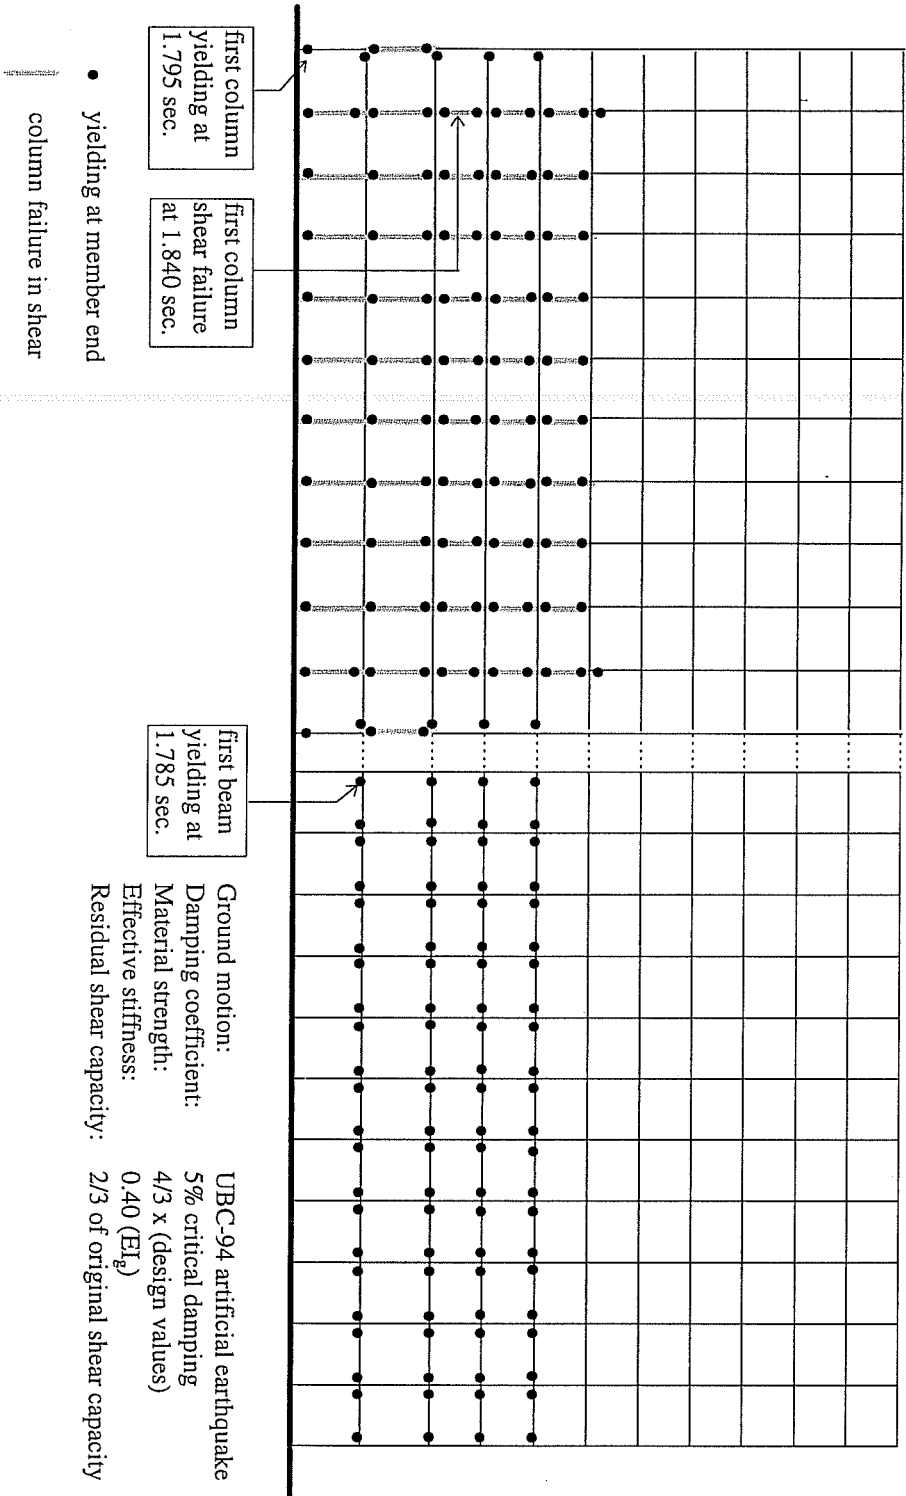 first column
yielding at
1.795 sec.
first column
shear failure
at 1.840 sec.
first beam
yielding at
1.785 sec.
• yielding at member end
column failure in shear
Ground motion: UBC-94 artificial earthquake
Damping coefficient: 5% critical damping
Material strength: 4/3 x (design values)
Effective stiffness: 0.40 (EIg)
Residual shear capacity: 2/3 of original shear capacity